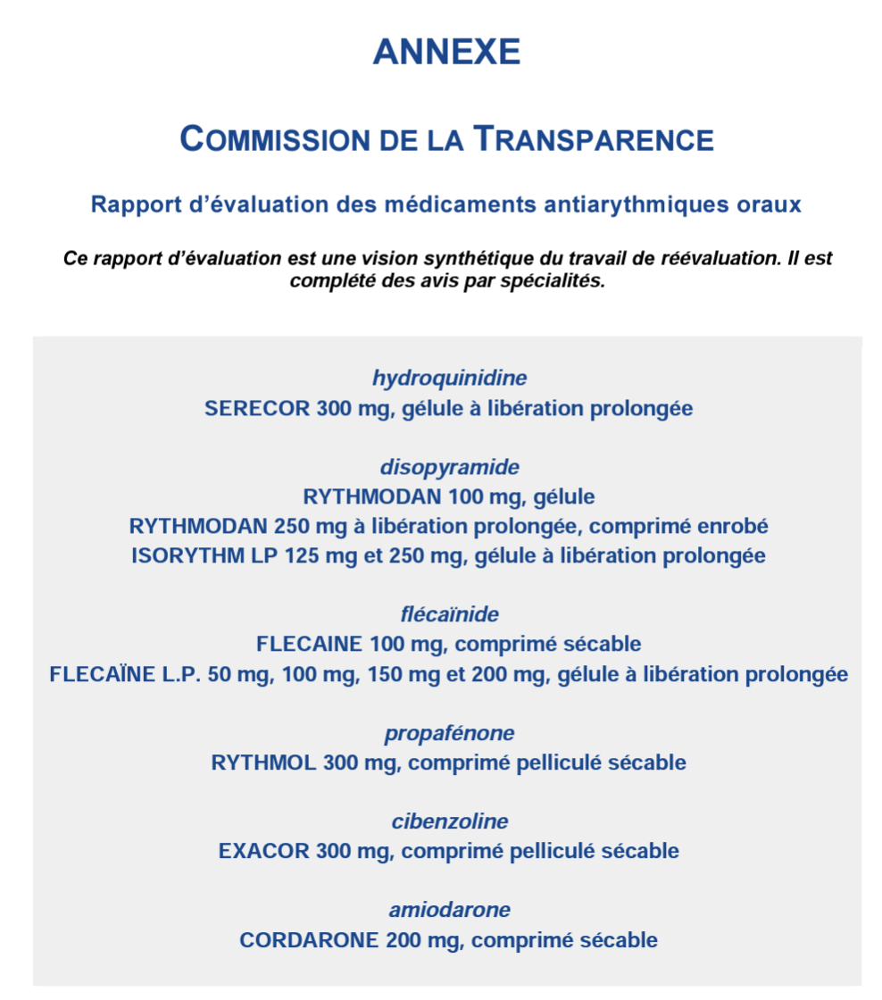 ANNEXE
COMMISSION DE LA TRANSPARENCE
Rapport d’évaluation des médicaments antiarythmiques oraux
Ce rapport d’évaluation est une vision synthétique du travail de réévaluation. Il est
complété des avis par spécialités.
hydroquinidine
SERECOR 300 mg, gélule à libération prolongée
disopyramide
RYTHMODAN 100 mg, gélule
RYTHMODAN 250 mg à libération prolongée, comprimé enrobé
ISORYTHM LP 125 mg et 250 mg, gélule à libération prolongée
flécaïnide
FLECAINE 100 mg, comprimé sécable
FLECAÏNE L.P. 50 mg, 100 mg, 150 mg et 200 mg, gélule à libération prolongée
propafénone
RYTHMOL 300 mg, comprimé pelliculé sécable
cibenzoline
EXACOR 300 mg, comprimé pelliculé sécable
amiodarone
CORDARONE 200 mg, comprimé sécable